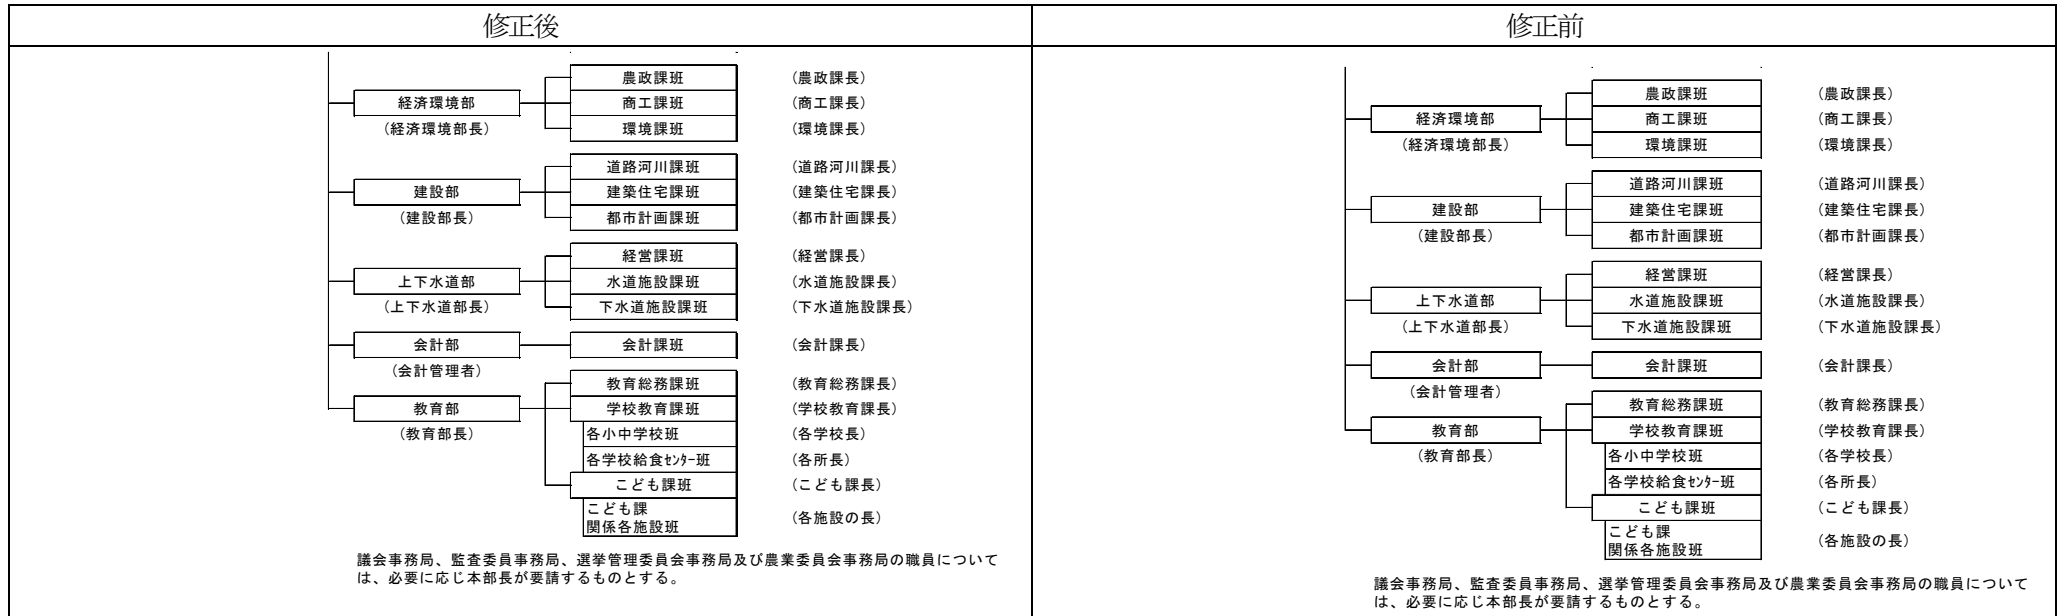 修正後
農政課班 (農政課長)
経済環境部 商工課班 (商工課長)
(経済環境部長) 環境課班 (環境課長)
道路河川課班 (道路河川課長)
建設部 建築住宅課班 (建築住宅課長)
(建設部長) 都市計画課班 (都市計画課長)
経営課班 (経営課長)
上下水道部 水道施設課班 (水道施設課長)
(上下水道部長) 下水道施設課班 (下水道施設課長)
会計部 会計課班 (会計課長)
(会計管理者)
教育総務課班 (教育総務課長)
教育部 学校教育課班 (学校教育課長)
(教育部長) 各小中学校班 (各学校長)
各学校給食ｾﾝﾀｰ班 (各所長)
こども課班 (こども課長)
こども課
関係各施設班 (各施設の長)
議会事務局、監査委員事務局、選挙管理委員会事務局及び農業委員会事務局の職員について
は、必要に応じ本部長が要請するものとする。
修正前
農政課班 (農政課長)
経済環境部 商工課班 (商工課長)
(経済環境部長) 環境課班 (環境課長)
道路河川課班 (道路河川課長)
建設部 建築住宅課班 (建築住宅課長)
(建設部長) 都市計画課班 (都市計画課長)
経営課班 (経営課長)
上下水道部 水道施設課班 (水道施設課長)
(上下水道部長) 下水道施設課班 (下水道施設課長)
会計部 会計課班 (会計課長)
(会計管理者)
教育総務課班 (教育総務課長)
教育部 学校教育課班 (学校教育課長)
(教育部長) 各小中学校班 (各学校長)
各学校給食ｾﾝﾀｰ班 (各所長)
こども課班 (こども課長)
こども課
関係各施設班 (各施設の長)
議会事務局、監査委員事務局、選挙管理委員会事務局及び農業委員会事務局の職員について
は、必要に応じ本部長が要請するものとする。